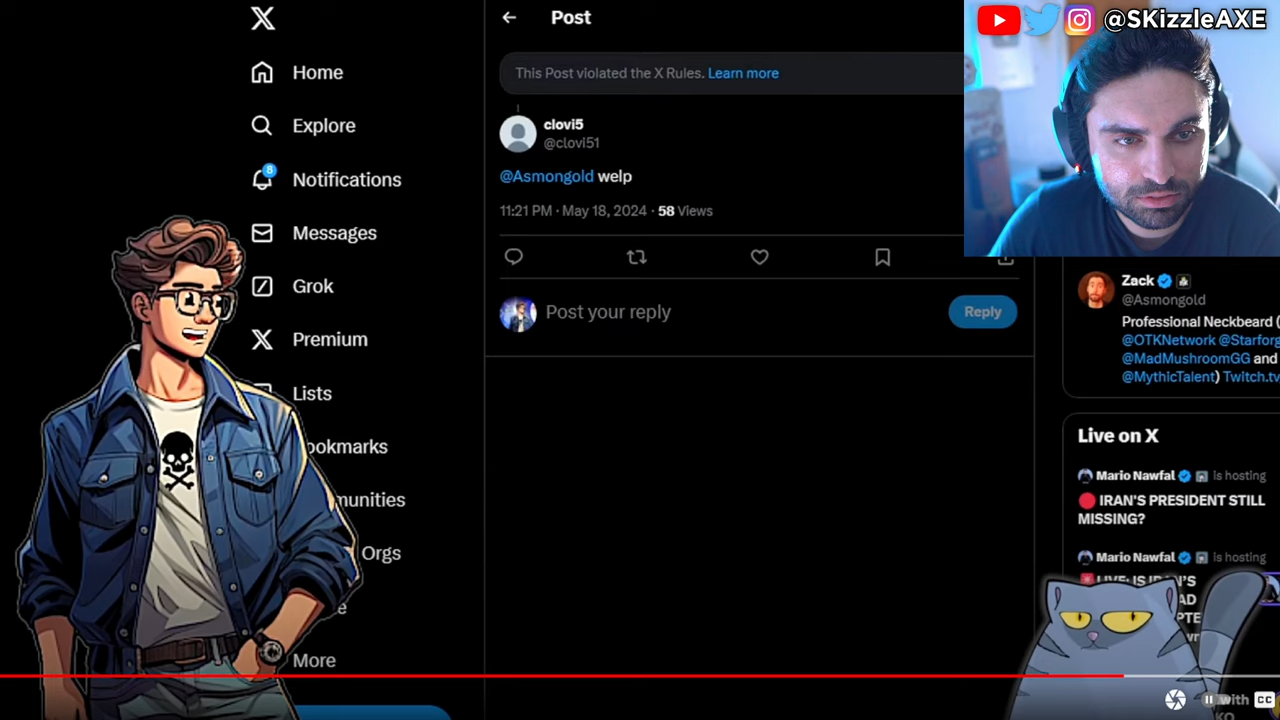 @SKizzleAXE
Home
Explore
8
Notifications
Messages
Grok
Premium
Lists
ookmarks
munities
Orgs
More
Post
This Post violated the X Rules. Learn more
clovi5
@clovi51
@Asmongold welp
11:21 PM · May 18, 2024 · 58 Views
Post your reply
Reply
Zack
@Asmongold
Professional Neckbeard (
@OTKNetwork @Starforg
@MadMushroomGG and
@MythicTalent) Twitch.tv
Live on X
Mario Nawfal is hosting
IRAN'S PRESIDENT STILL
MISSING?
Mario Nawfal is hosting
with
CC